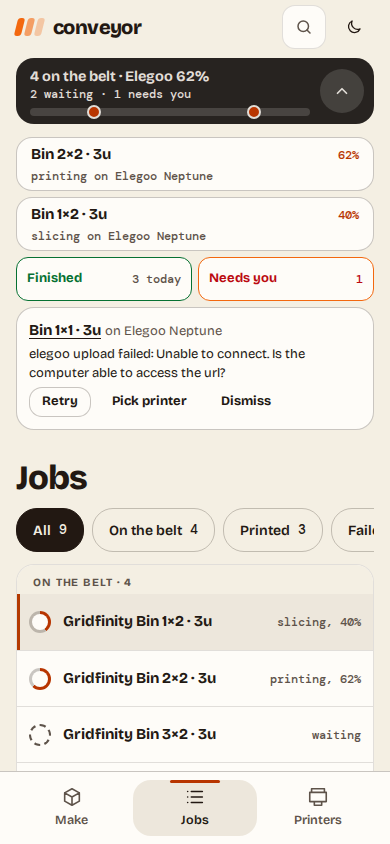 conveyor
4 on the belt · Elegoo 62%
2 waiting · 1 needs you
Bin 2×2 · 3u 62%
printing on Elegoo Neptune
Bin 1×2 · 3u 40%
slicing on Elegoo Neptune
Finished 3 today Needs you 1
Bin 1×1 · 3u on Elegoo Neptune
elegoo upload failed: Unable to connect. Is the
computer able to access the url?
Retry Pick printer Dismiss
Jobs
All 9 On the belt 4 Printed 3
ON THE BELT · 4
Gridfinity Bin 1×2 · 3u slicing, 40%
Gridfinity Bin 2×2 · 3u printing, 62%
Gridfinity Bin 3×2 · 3u waiting
Make Jobs Printers